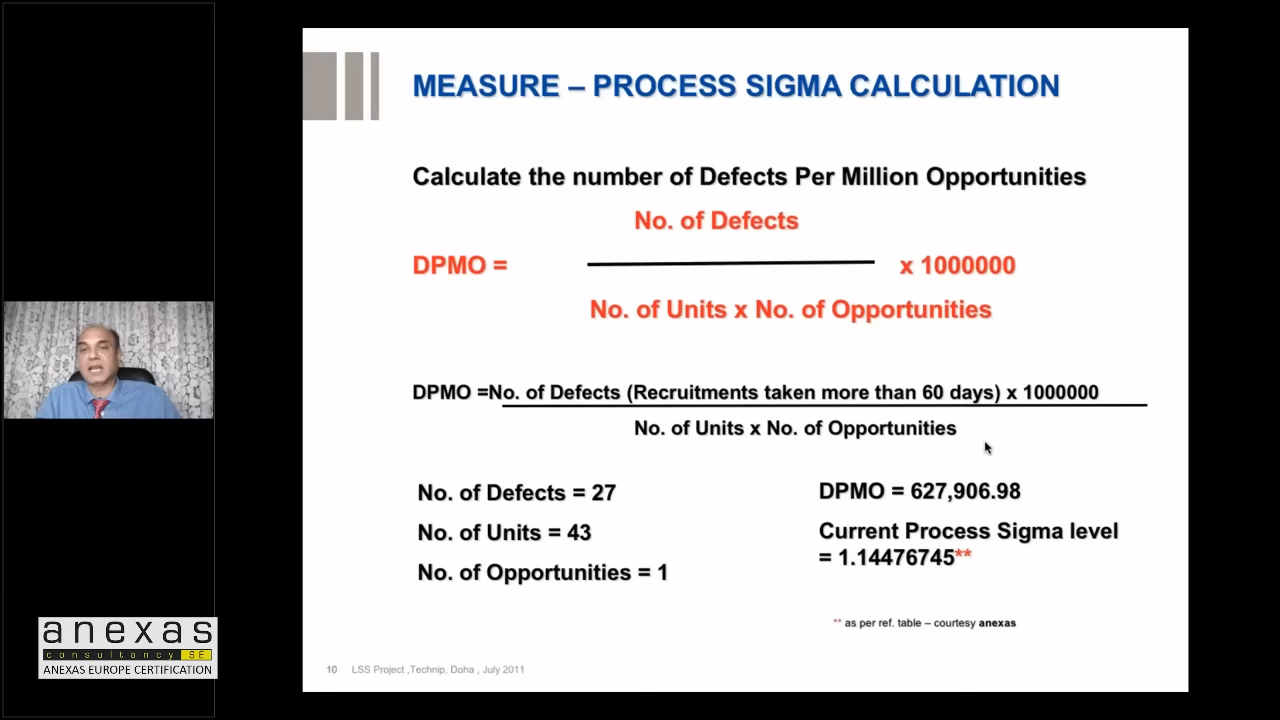 MEASURE – PROCESS SIGMA CALCULATION
Calculate the number of Defects Per Million Opportunities
No. of Defects
DPMO =
x 1000000
No. of Units x No. of Opportunities
DPMO =No. of Defects (Recruitments taken more than 60 days) x 1000000
No. of Units x No. of Opportunities
No. of Defects = 27
No. of Units = 43
No. of Opportunities = 1
DPMO = 627,906.98
Current Process Sigma level
= 1.14476745**
** as per ref. table – courtesy anexas
10 LSS Project ,Technip, Doha , July 2011
anexas
consultancy SE
ANEXAS EUROPE CERTIFICATION